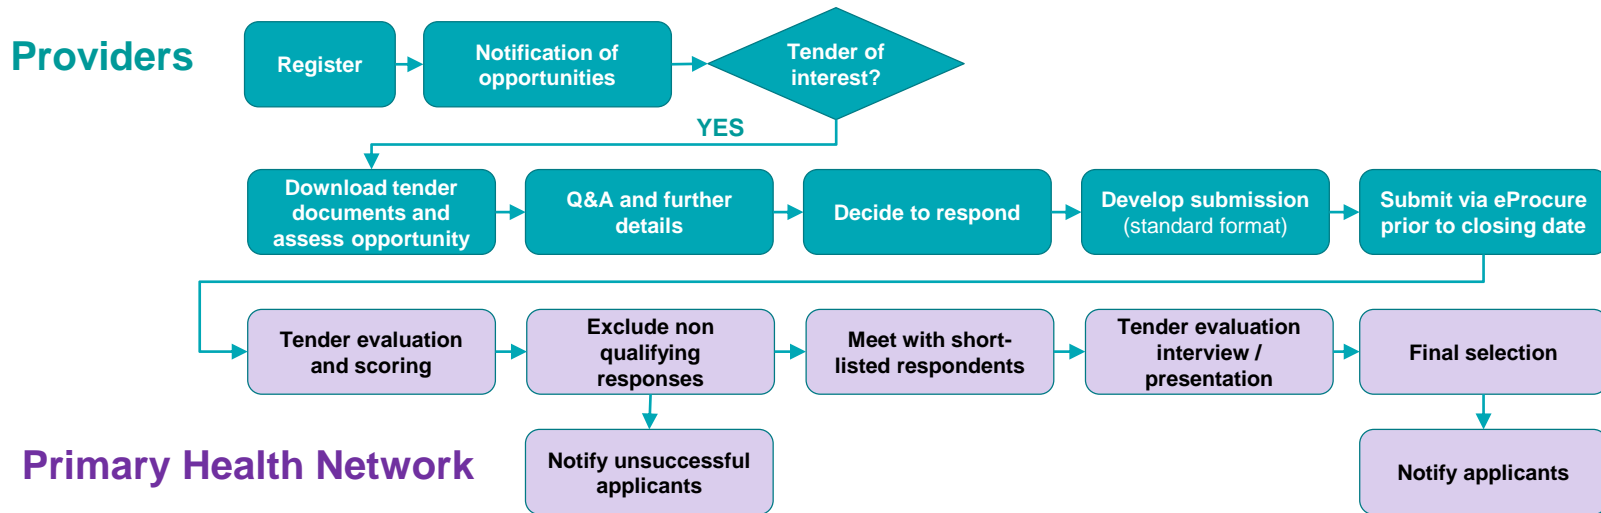 Providers
Register
Notification of
opportunities
Tender of
interest?
YES
Download tender
documents and
assess opportunity
Q&A and further
details
Decide to respond
Develop submission
(standard format)
Submit via eProcure
prior to closing date
Tender evaluation
and scoring
Exclude non
qualifying
responses
Meet with short-
listed respondents
Tender evaluation
interview /
presentation
Final selection
Primary Health Network
Notify unsuccessful
applicants
Notify applicants